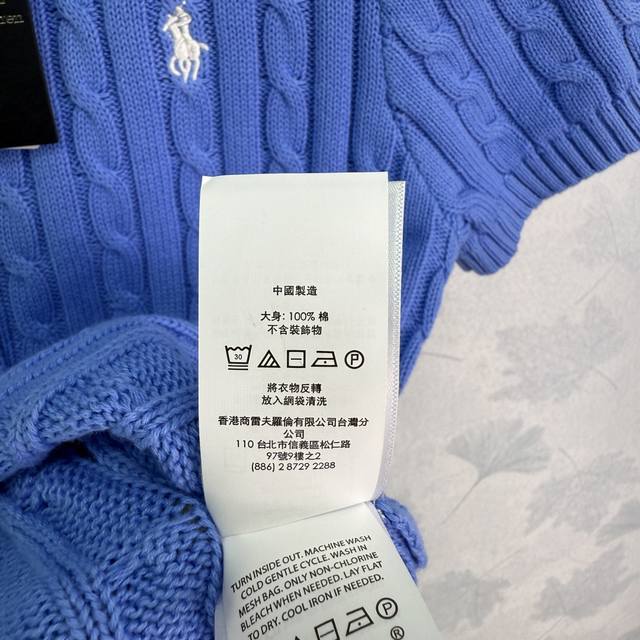 中國製造
大身: 100% 棉
不含裝飾物
30
P
將衣物反轉
放入網袋清洗
香港商雷夫羅倫有限公司台灣分
公司
110 台北市信義區松仁路
97號9樓之2
(886) 2 8729 2288
TURN INSIDE OUT. MACHINE WASH
COLD GENTLE CYCLE. WASH IN
MESH BAG. ONLY NON-CHLORINE
BLEACH WHEN NEEDED. LAY FLAT
TO DRY. COOL IRON IF NEEDED.
P
®